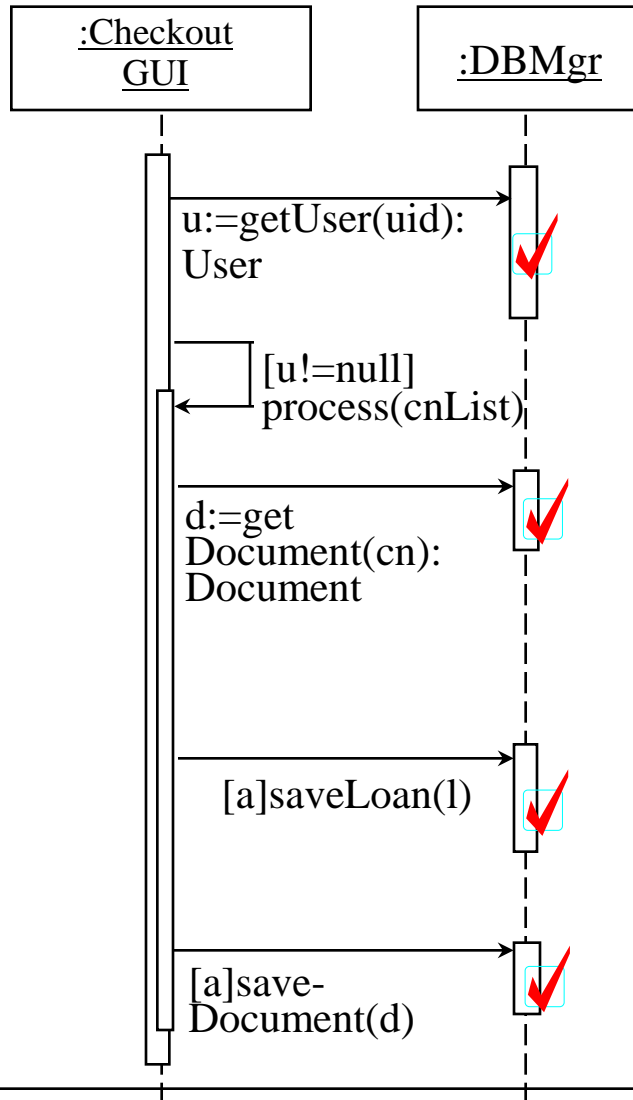 :Checkout
GUI
:DBMgr
u:=getUser(uid):
User
[u!=null]
process(cnList)
d:=get
Document(cn):
Document
[a]saveLoan(l)
[a]save-
Document(d)